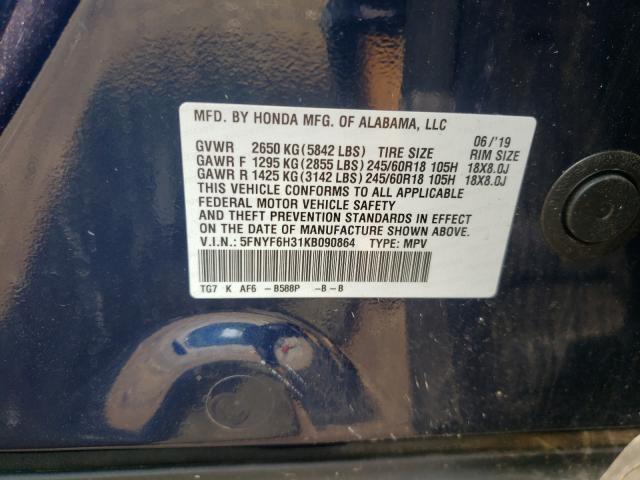 MFD. BY HONDA MFG. OF ALABAMA, LLC
GVWR 2650 KG (5842 LBS) TIRE SIZE 06/'19 RIM SIZE
GAWR F 1295 KG (2855 LBS) 245/60R18 105H 18X8.0J
GAWR R 1425 KG (3142 LBS) 245/60R18 105H 18X8.0J
THIS VEHICLE CONFORMS TO ALL APPLICABLE
FEDERAL MOTOR VEHICLE SAFETY
AND THEFT PREVENTION STANDARDS IN EFFECT
ON THE DATE OF MANUFACTURE SHOWN ABOVE.
V.I.N.: 5FNYF6H31KB090864 TYPE: MPV
TG7 K AF6 -B588P -B-B